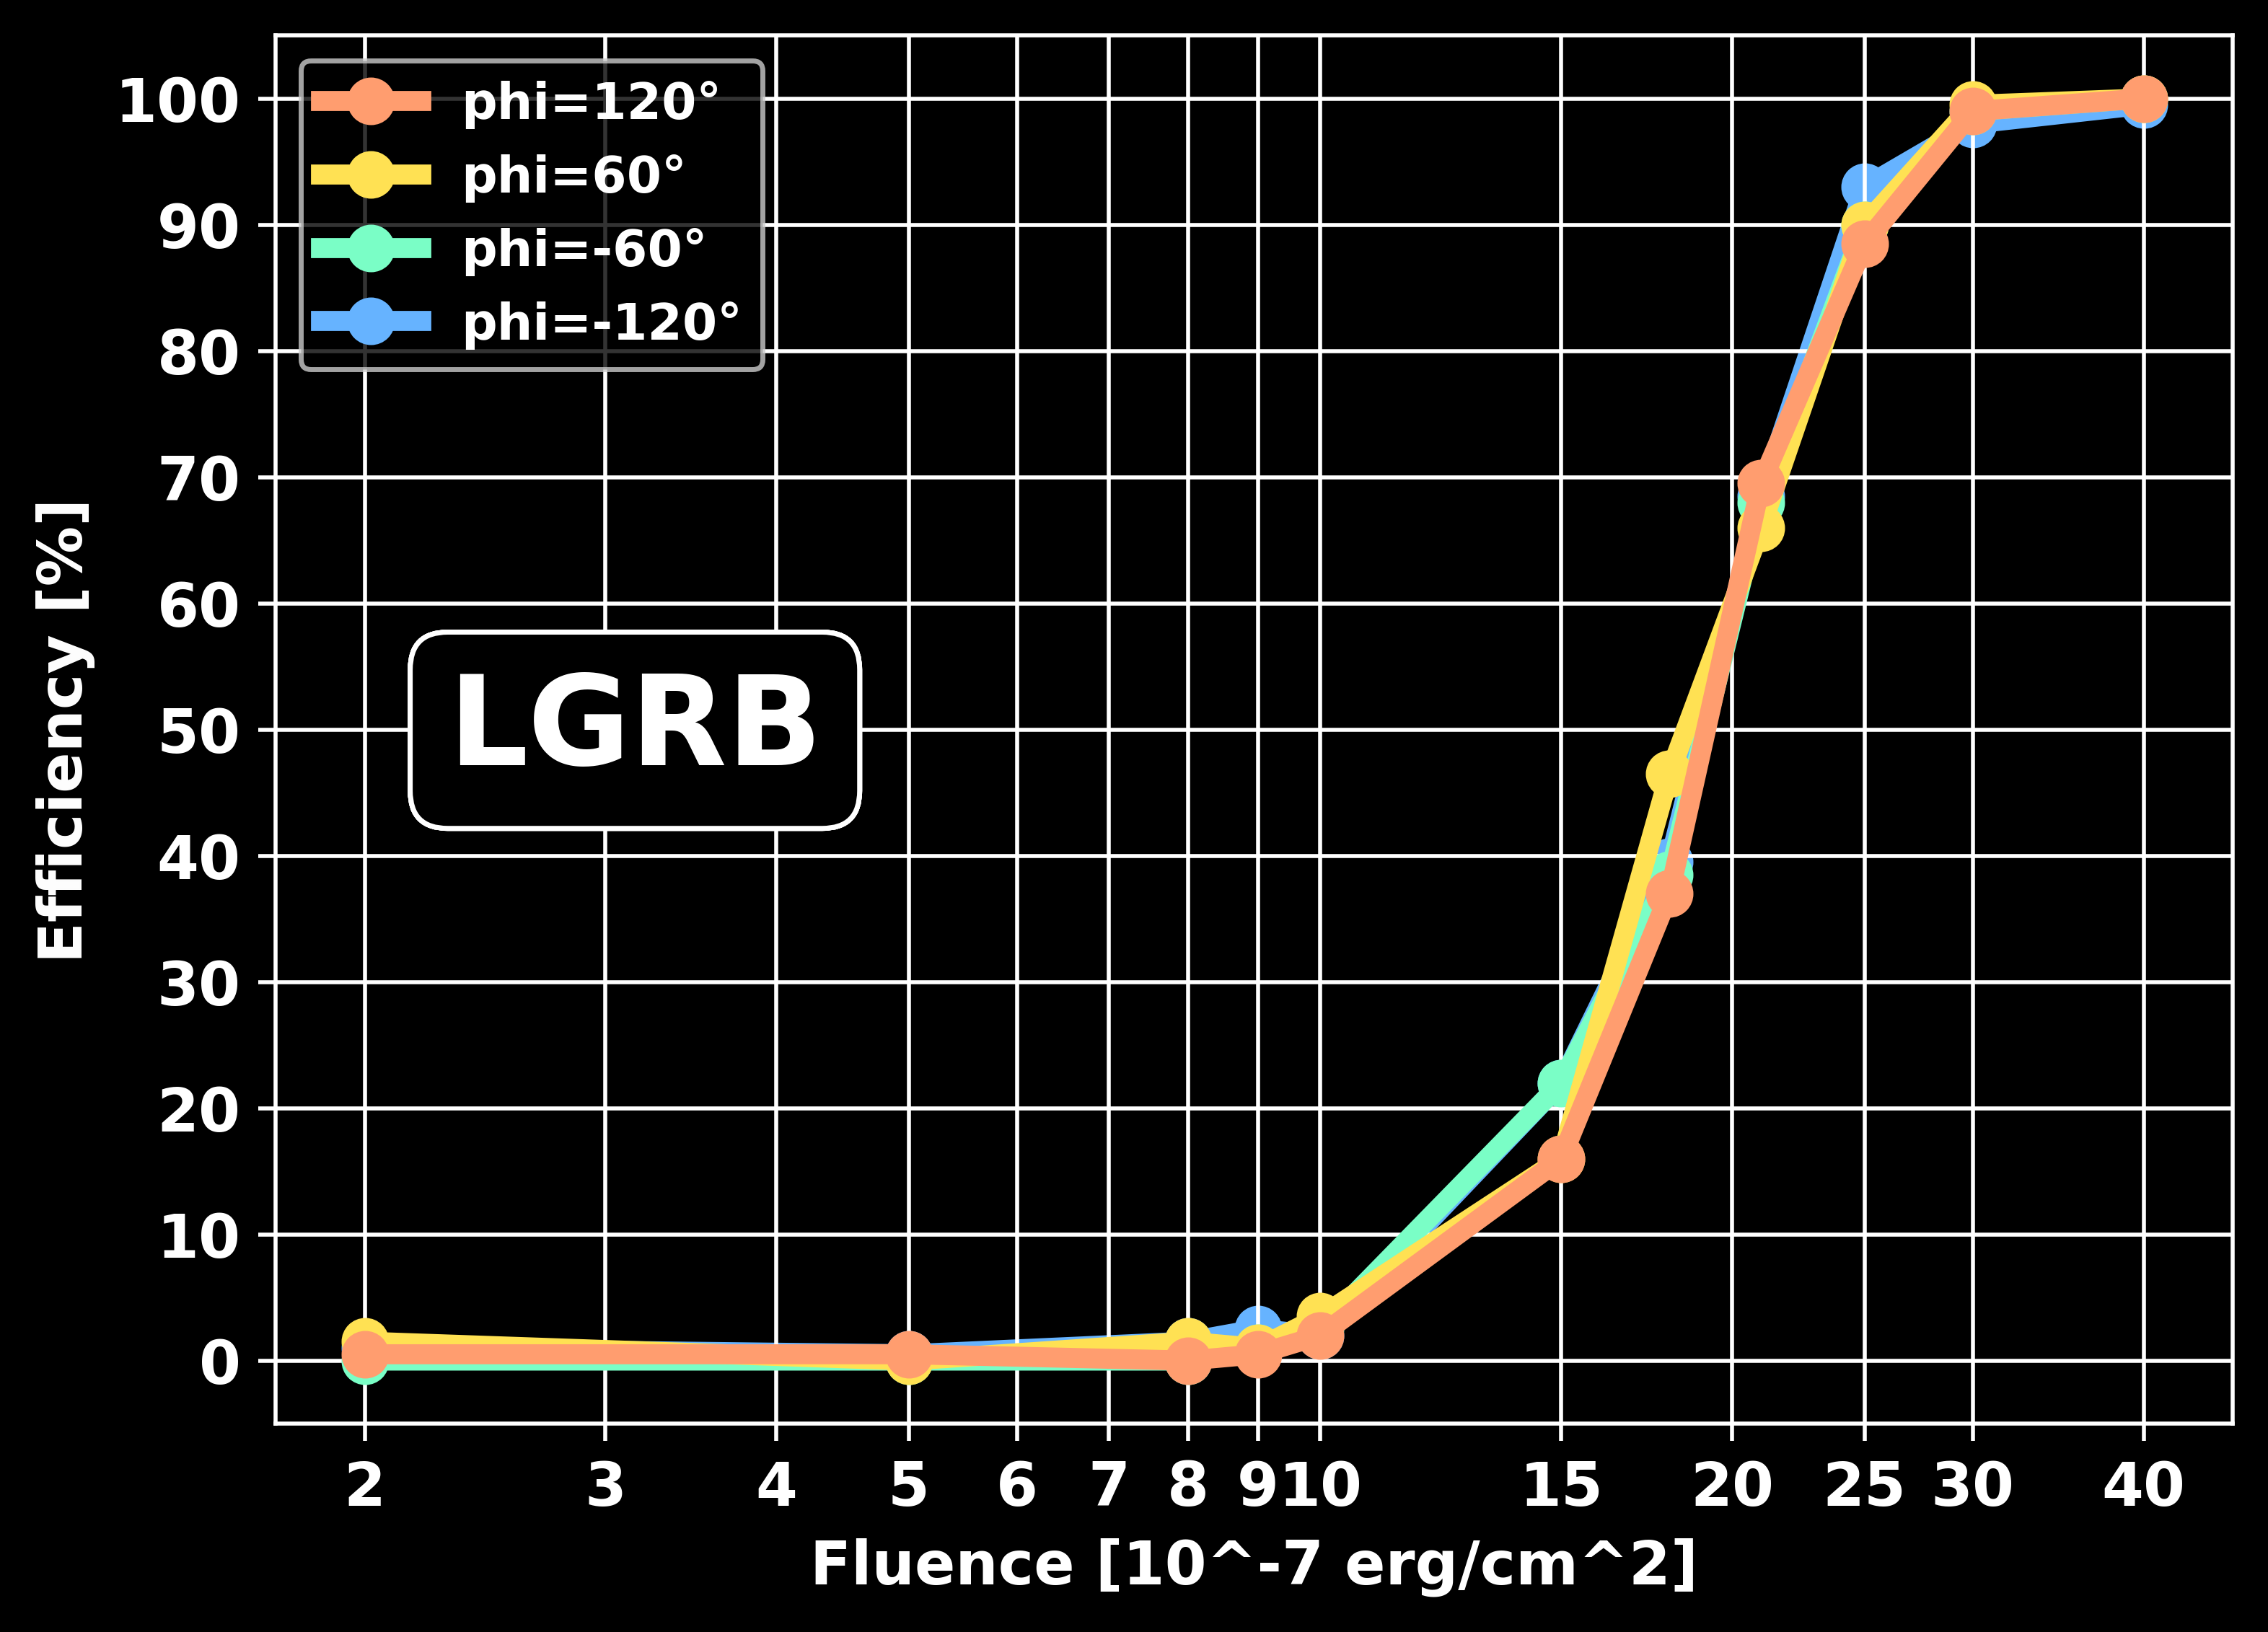 phi=120°
phi=60°
phi=-60°
phi=-120°
LGRB
Efficiency [%]
100
90
80
70
60
50
40
30
20
10
0
2 3 4 5 6 7 8 9 10 15 20 25 30 40
Fluence [10^-7 erg/cm^2]